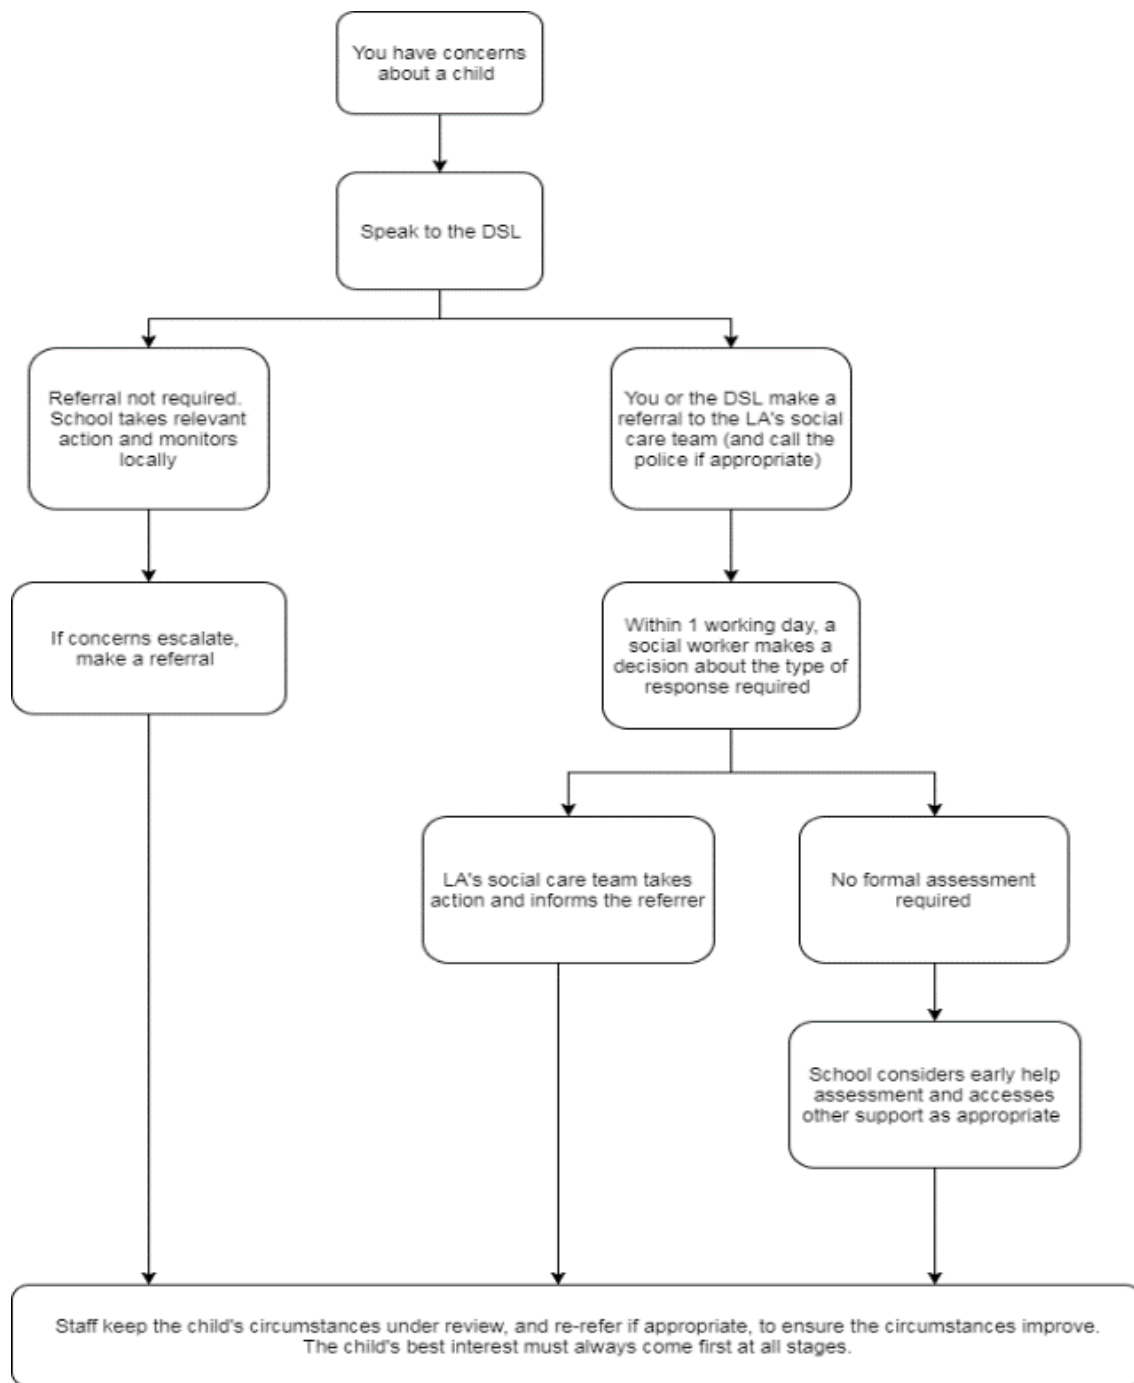 You have concerns
about a child
Speak to the DSL
Referral not required.
School takes relevant
action and monitors
locally
You or the DSL make a
referral to the LA's social
care team (and call the
police if appropriate)
If concerns escalate,
make a referral
Within 1 working day, a
social worker makes a
decision about the type of
response required
LA's social care team takes
action and informs the referrer
No formal assessment
required
School considers early help
assessment and accesses
other support as appropriate
Staff keep the child's circumstances under review, and re-refer if appropriate, to ensure the circumstances improve.
The child's best interest must always come first at all stages.